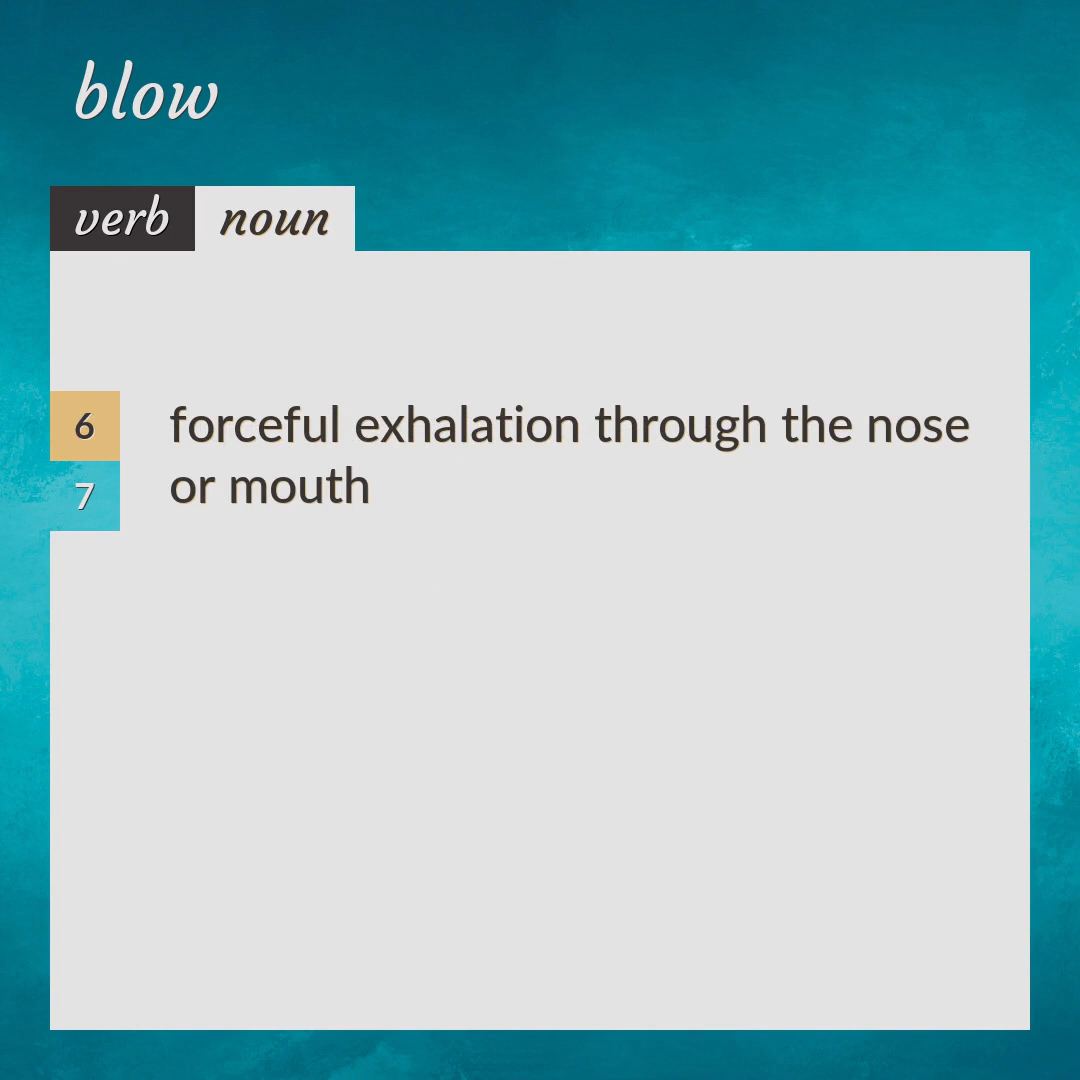 blow
verb noun
6 forceful exhalation through the nose
7 or mouth